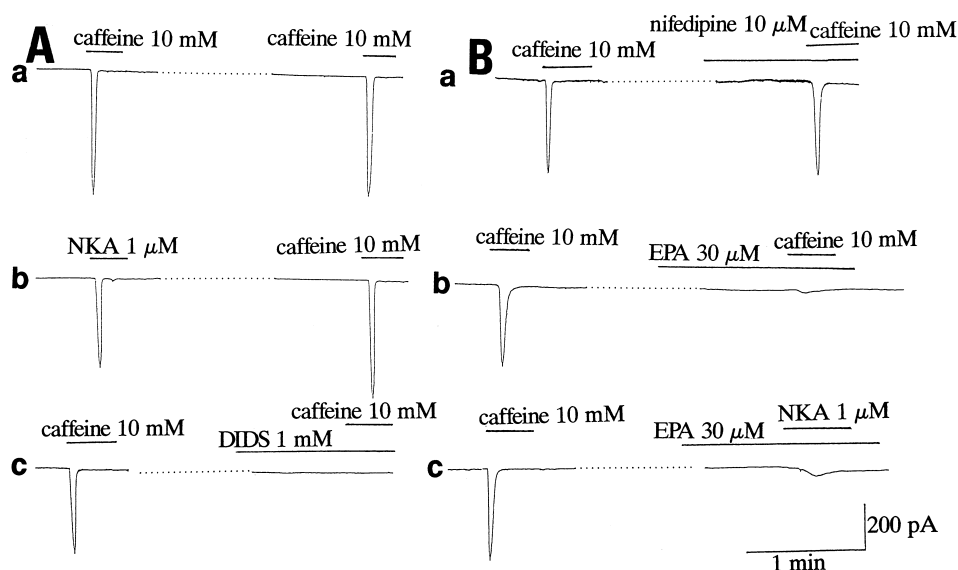 A
caffeine 10 mM
caffeine 10 mM
a
NKA 1 μM
caffeine 10 mM
b
caffeine 10 mM
DIDS 1 mM
caffeine 10 mM
c
B
caffeine 10 mM
nifedipine 10 μM
caffeine 10 mM
a
caffeine 10 mM
EPA 30 μM
caffeine 10 mM
b
caffeine 10 mM
EPA 30 μM
NKA 1 μM
c
200 pA
1 min